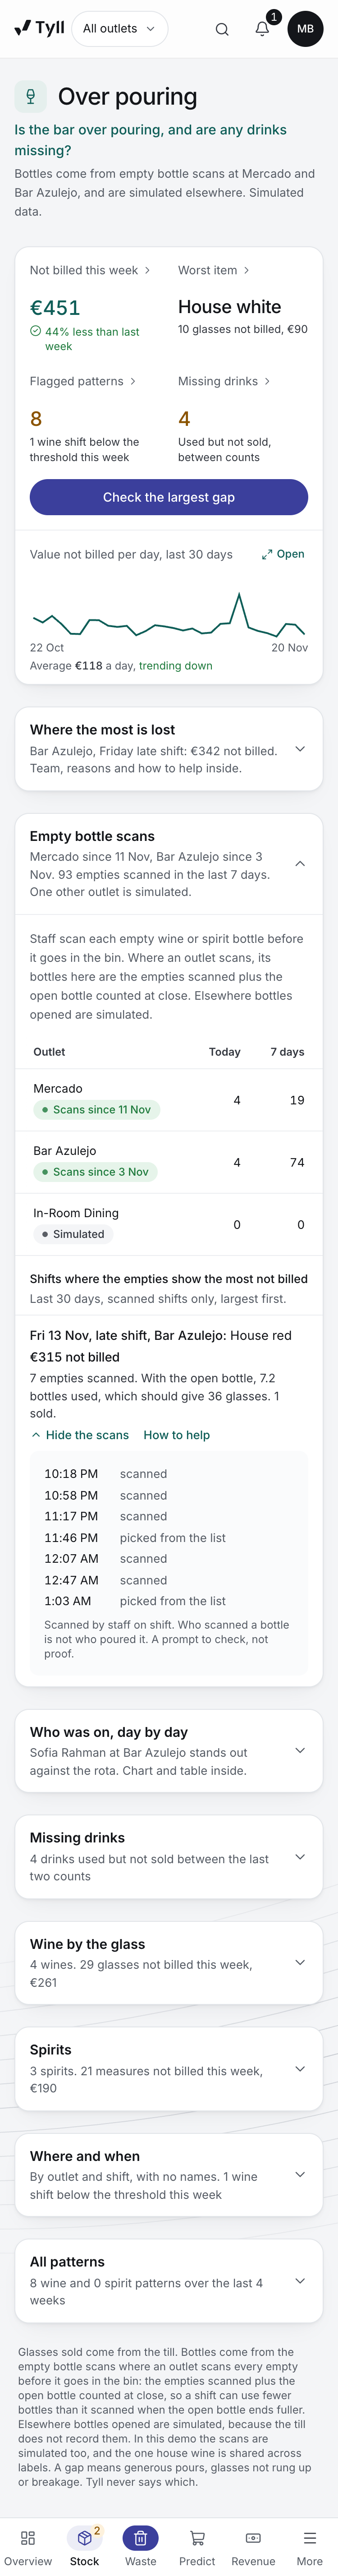 Tyll
All outlets
1
MB
Over pouring
Is the bar over pouring, and are any drinks
missing?
Bottles come from empty bottle scans at Mercado and
Bar Azulejo, and are simulated elsewhere. Simulated
data.
Not billed this week
Worst item
€451
House white
44% less than last
week
10 glasses not billed, €90
Flagged patterns
Missing drinks
8
4
1 wine shift below the
threshold this week
Used but not sold,
between counts
Check the largest gap
Value not billed per day, last 30 days
Open
22 Oct
20 Nov
Average €118 a day, trending down
Where the most is lost
Bar Azulejo, Friday late shift: €342 not billed.
Team, reasons and how to help inside.
Empty bottle scans
Mercado since 11 Nov, Bar Azulejo since 3
Nov. 93 empties scanned in the last 7 days.
One other outlet is simulated.
Staff scan each empty wine or spirit bottle before
it goes in the bin. Where an outlet scans, its
bottles here are the empties scanned plus the
open bottle counted at close. Elsewhere bottles
opened are simulated.
Outlet Today 7 days
Mercado
Scans since 11 Nov
4 19
Bar Azulejo
Scans since 3 Nov
4 74
In-Room Dining
Simulated
0 0
Shifts where the empties show the most not billed
Last 30 days, scanned shifts only, largest first.
Fri 13 Nov, late shift, Bar Azulejo: House red
€315 not billed
7 empties scanned. With the open bottle, 7.2
bottles used, which should give 36 glasses. 1
sold.
Hide the scans How to help
10:18 PM scanned
10:58 PM scanned
11:17 PM scanned
11:46 PM picked from the list
12:07 AM scanned
12:47 AM scanned
1:03 AM picked from the list
Scanned by staff on shift. Who scanned a bottle
is not who poured it. A prompt to check, not
proof.
Who was on, day by day
Sofia Rahman at Bar Azulejo stands out
against the rota. Chart and table inside.
Missing drinks
4 drinks used but not sold between the last
two counts
Wine by the glass
4 wines. 29 glasses not billed this week,
€261
Spirits
3 spirits. 21 measures not billed this week,
€190
Where and when
By outlet and shift, with no names. 1 wine
shift below the threshold this week
All patterns
8 wine and 0 spirit patterns over the last 4
weeks
Glasses sold come from the till. Bottles come from the
empty bottle scans where an outlet scans every empty
before it goes in the bin: the empties scanned plus the
open bottle counted at close, so a shift can use fewer
bottles than it scanned when the open bottle ends fuller.
Elsewhere bottles opened are simulated, because the till
does not record them. In this demo the scans are
simulated too, and the one house wine is shared across
labels. A gap means generous pours, glasses not rung up
or breakage. Tyll never says which.
2
Overview Stock Waste Predict Revenue More